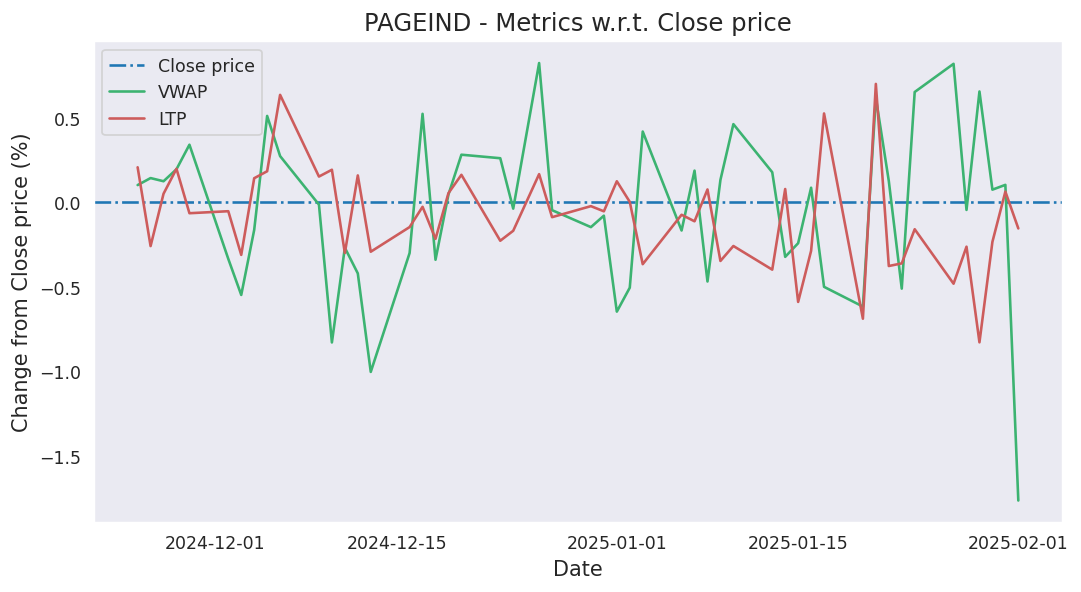 PAGEIND - Metrics w.r.t. Close price
Close price
VWAP
LTP
Change from Close price (%)
0.5
0.0
−0.5
−1.0
−1.5
2024-12-01
2024-12-15
2025-01-01
2025-01-15
2025-02-01
Date